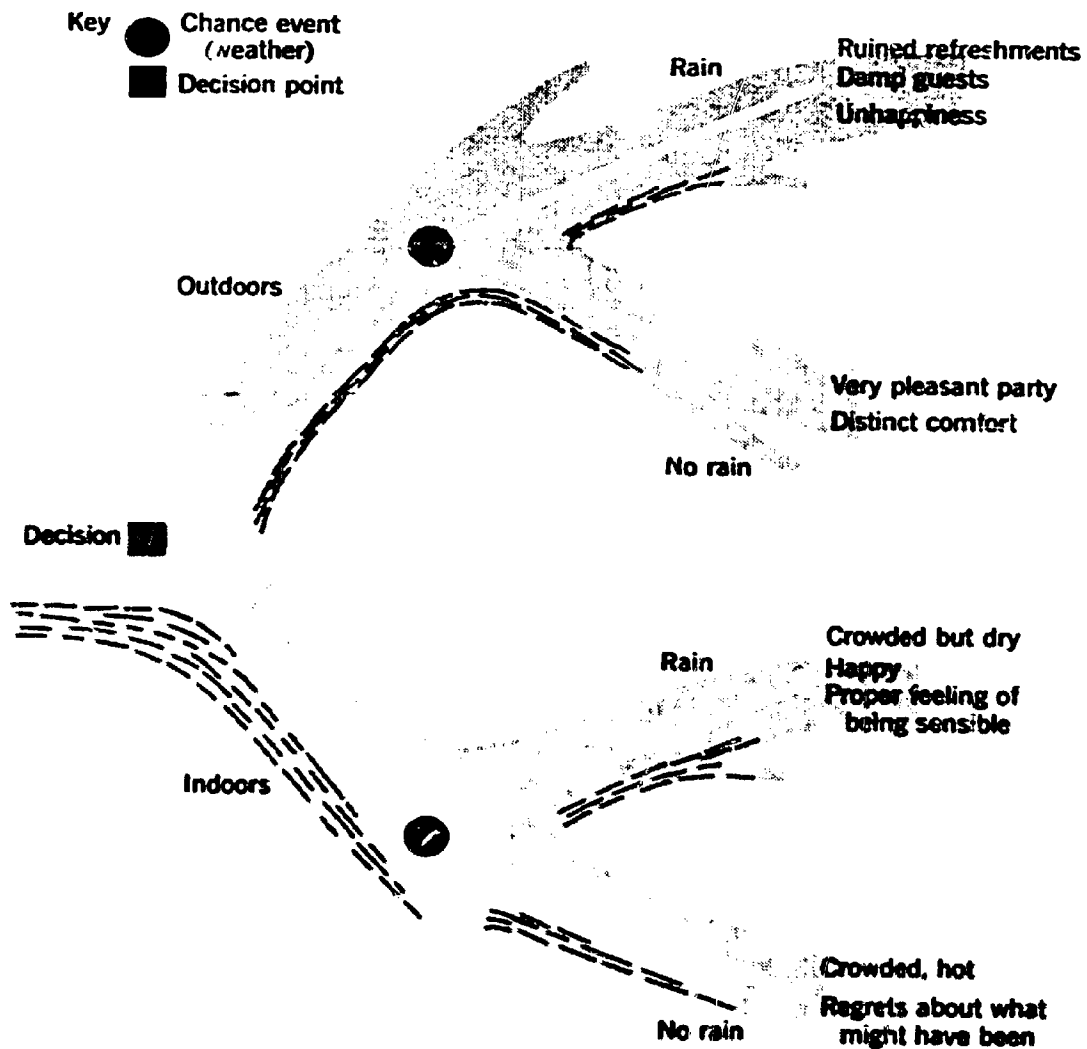 Key
Chance event
(weather)
Decision point
Rain
Ruined refreshments
Damp guests
Unhappiness
Outdoors
Very pleasant party
Distinct comfort
No rain
Decision
Rain
Crowded but dry
Happy
Proper feeling of
being sensible
Indoors
Crowded, hot
Regrets about what
might have been
No rain